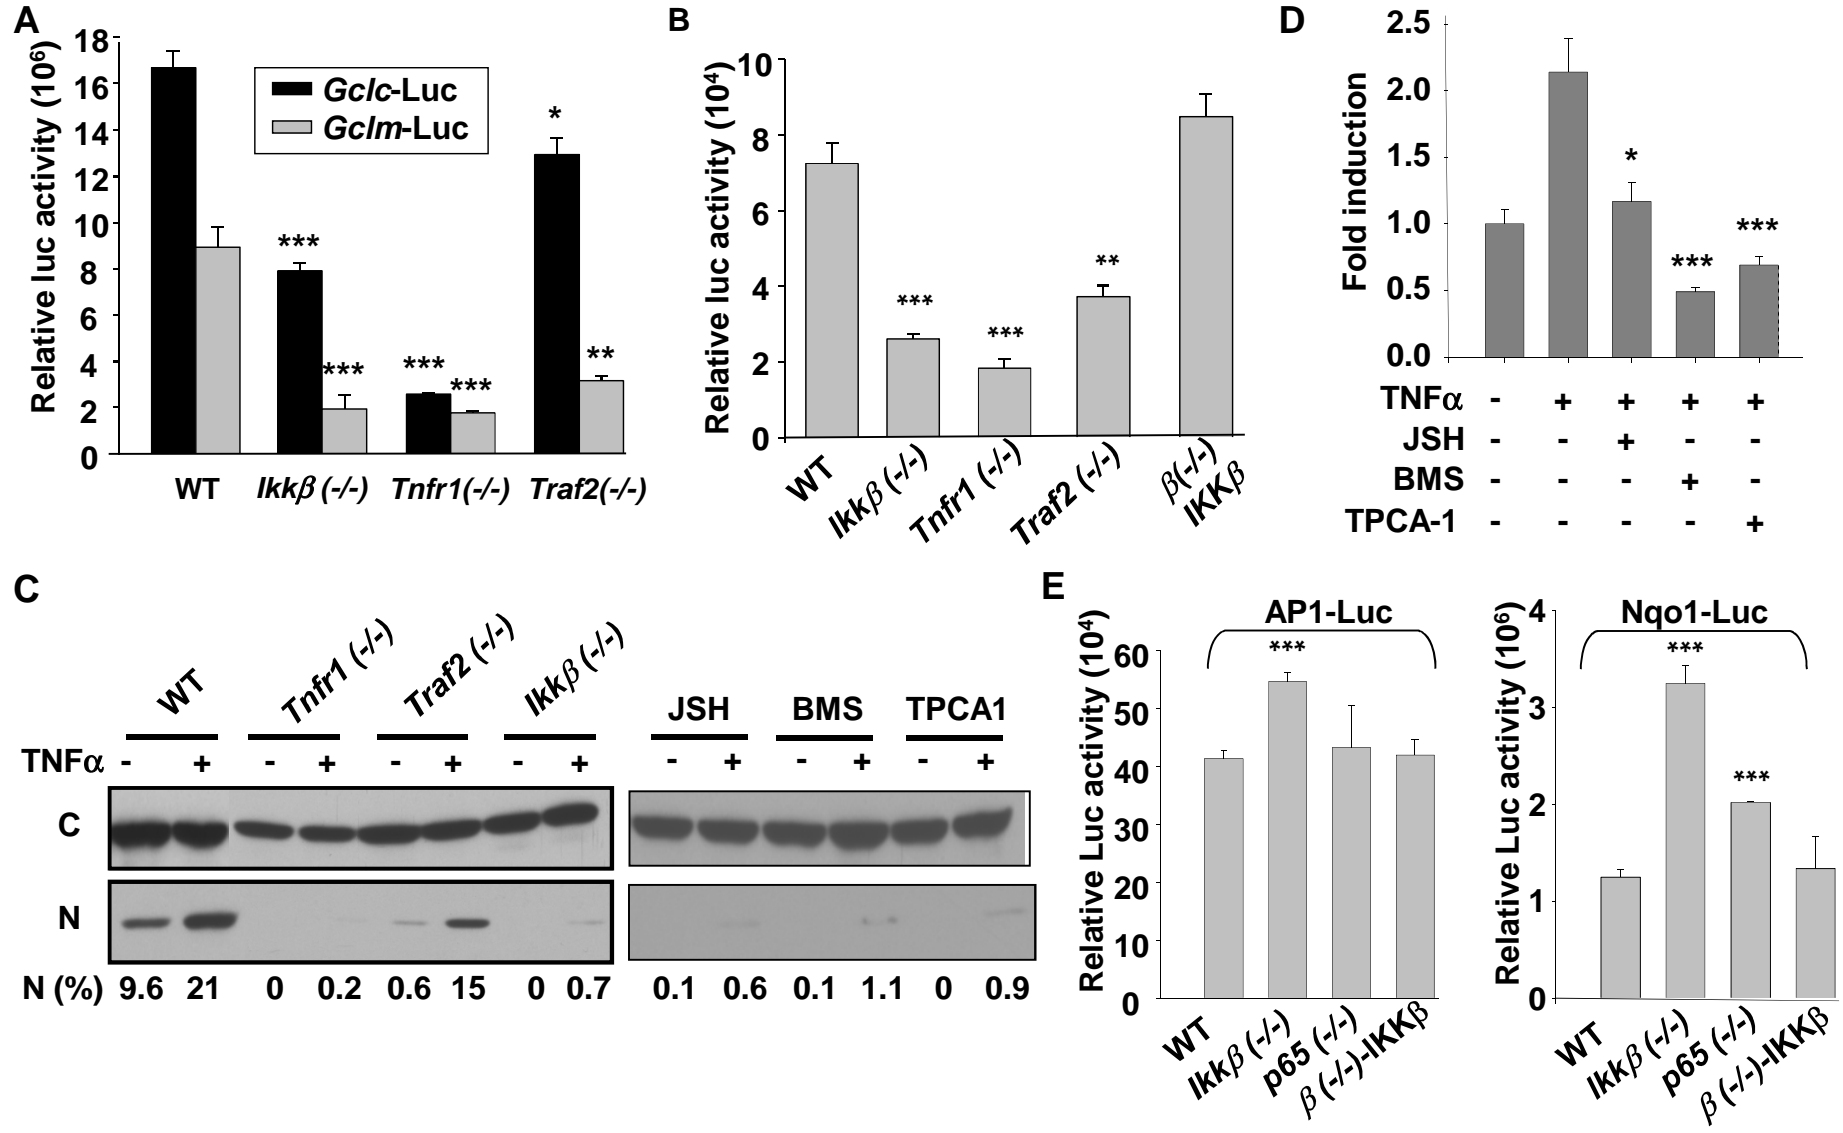 A
Relative luc activity (10⁶)
18
16
14
12
10
8
6
4
2
0
Gclc-Luc
Gclm-Luc
***
***
***
***
*
**
WT Ikkβ (-/-) Tnfr1(-/-) Traf2(-/-)
B
Relative luc activity (10⁴)
10
8
6
4
2
0
***
***
**
WT
Ikkβ (-/-)
Tnfr1 (-/-)
Traf2 (-/-)
β(-/-)
IKKβ
D
Fold induction
2.5
2.0
1.5
1.0
0.5
0.0
*
***
***
TNFα - + + + +
JSH - - + - -
BMS - - - + -
TPCA-1 - - - - +
C
WT
Tnfr1 (-/-)
Traf2 (-/-)
Ikkβ (-/-)
JSH BMS TPCA1
TNFα - + - + - + - + - + - + - +
C
N
N (%) 9.6 21 0 0.2 0.6 15 0 0.7 0.1 0.6 0.1 1.1 0 0.9
E
AP1-Luc
Relative Luc activity (10⁴)
60
50
40
30
20
10
0
***
WT
Ikkβ (-/-)
p65 (-/-)
β (-/-)-IKKβ
Nqo1-Luc
Relative Luc activity (10⁶)
4
3
2
1
0
***
***
WT
Ikkβ (-/-)
p65 (-/-)
β (-/-)-IKKβ